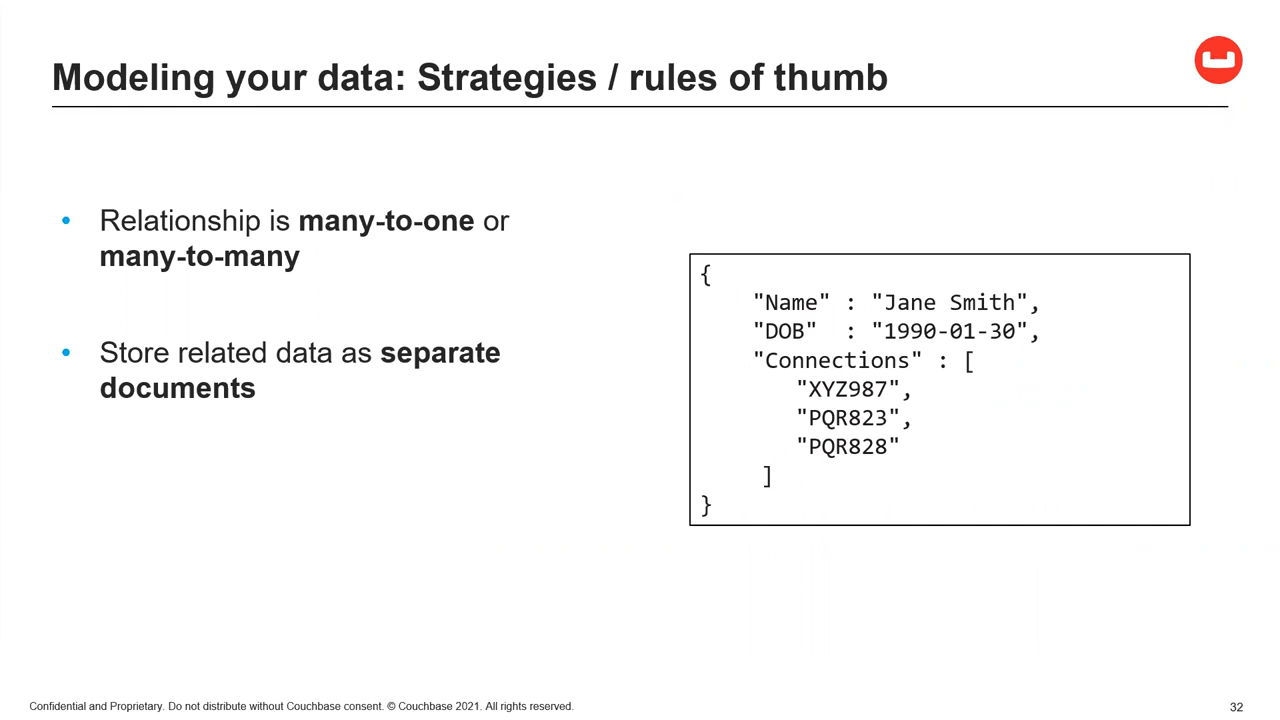 Modeling your data: Strategies / rules of thumb
• Relationship is many-to-one or
many-to-many
• Store related data as separate
documents
{
"Name" : "Jane Smith",
"DOB" : "1990-01-30",
"Connections" : [
"XYZ987",
"PQR823",
"PQR828"
]
}
Confidential and Proprietary. Do not distribute without Couchbase consent. © Couchbase 2021. All rights reserved.
32